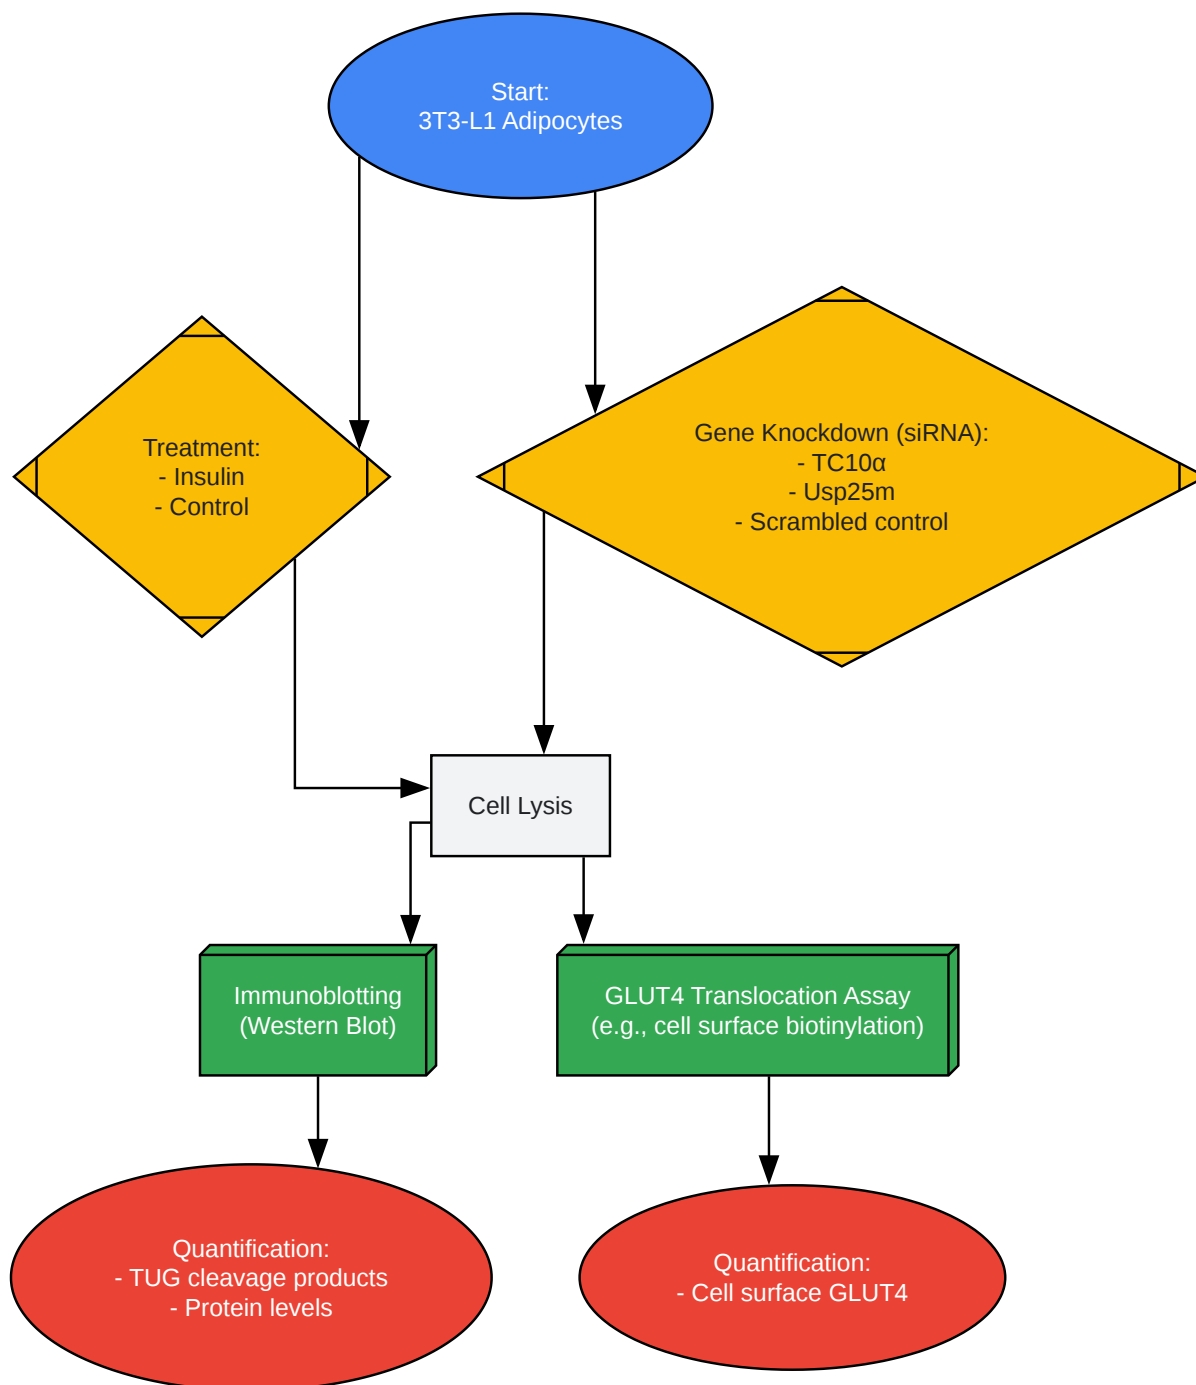 Start:
3T3-L1 Adipocytes
Treatment:
- Insulin
- Control
Gene Knockdown (siRNA):
- TC10α
- Usp25m
- Scrambled control
Cell Lysis
Immunoblotting
(Western Blot)
GLUT4 Translocation Assay
(e.g., cell surface biotinylation)
Quantification:
- TUG cleavage products
- Protein levels
Quantification:
- Cell surface GLUT4